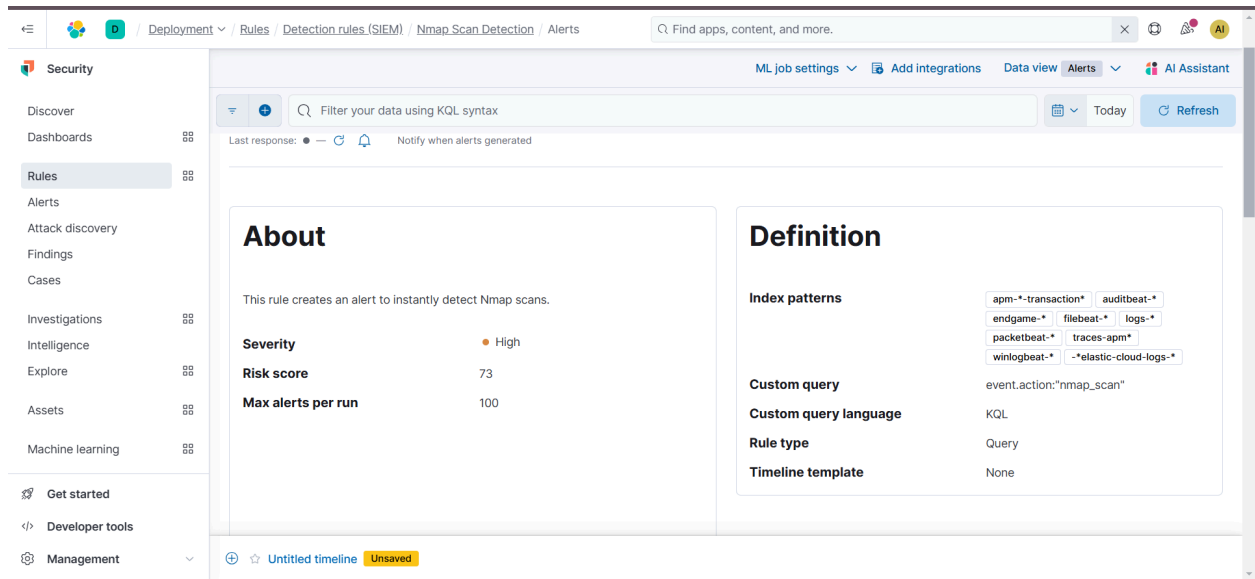 D / Deployment / Rules / Detection rules (SIEM) / Nmap Scan Detection / Alerts
Find apps, content, and more.
AI
Security
ML job settings
Add integrations
Data view Alerts
AI Assistant
Discover
Dashboards
Rules
Alerts
Attack discovery
Findings
Cases
Investigations
Intelligence
Explore
Assets
Machine learning
Get started
Developer tools
Management
Filter your data using KQL syntax
Today
Refresh
Last response: — Notify when alerts generated
About
This rule creates an alert to instantly detect Nmap scans.
Severity High
Risk score 73
Max alerts per run 100
Definition
Index patterns apm-*-transaction* auditbeat-*
endgame-* filebeat-* logs-*
packetbeat-* traces-apm*
winlogbeat-* -*elastic-cloud-logs-*
Custom query event.action:"nmap_scan"
Custom query language KQL
Rule type Query
Timeline template None
Untitled timeline Unsaved